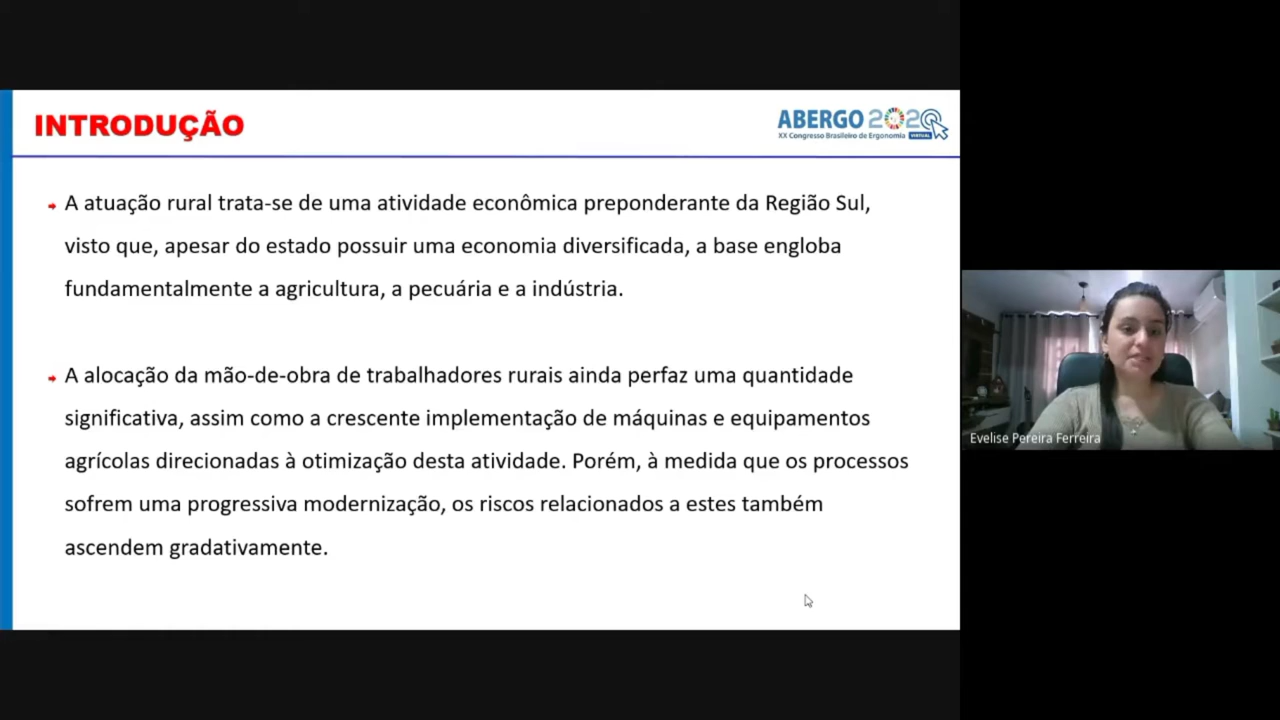 INTRODUÇÃO
ABERGO 2020
XX Congresso Brasileiro de Ergonomia VIRTUAL
A atuação rural trata-se de uma atividade econômica preponderante da Região Sul,
visto que, apesar do estado possuir uma economia diversificada, a base engloba
fundamentalmente a agricultura, a pecuária e a indústria.
A alocação da mão-de-obra de trabalhadores rurais ainda perfaz uma quantidade
significativa, assim como a crescente implementação de máquinas e equipamentos
agrícolas direcionadas à otimização desta atividade. Porém, à medida que os processos
sofrem uma progressiva modernização, os riscos relacionados a estes também
ascendem gradativamente.
Evelise Pereira Ferreira